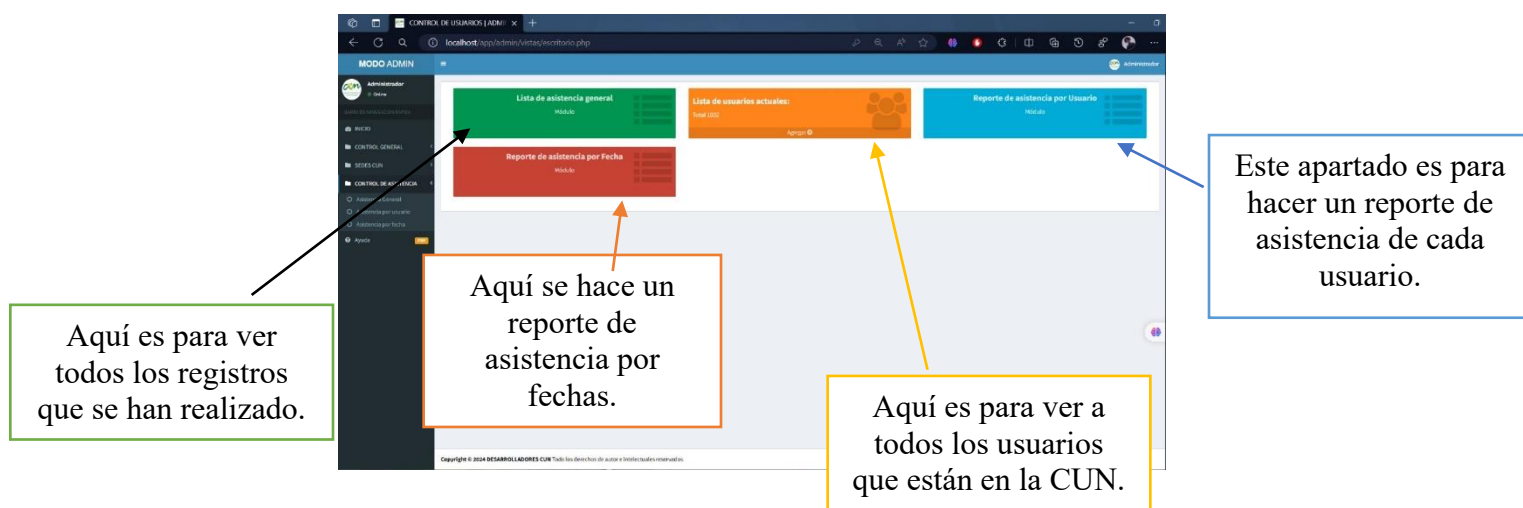 CONTROL DE USUARIOS | ADMI
localhost/app/admin/vistas/escritorio.php
MODO ADMIN
Administrador
Administrador
Online
INICIO
CONTROL GENERAL
SEDES CUN
CONTROL DE ASISTENCIA
Asistencia General
Asistencia por usuario
Asistencia por fecha
Ayuda
Lista de asistencia general
Módulo
Lista de usuarios actuales:
Agregar
Reporte de asistencia por Usuario
Módulo
Reporte de asistencia por Fecha
Módulo
Este apartado es para
hacer un reporte de
asistencia de cada
usuario.
Aquí se hace un
reporte de
asistencia por
fechas.
Aquí es para ver
todos los registros
que se han realizado.
Aquí es para ver a
todos los usuarios
que están en la CUN.
Copyright © 2024 DESARROLLADORES CUN Todo los derechos de autor e Intelectuales reservados.